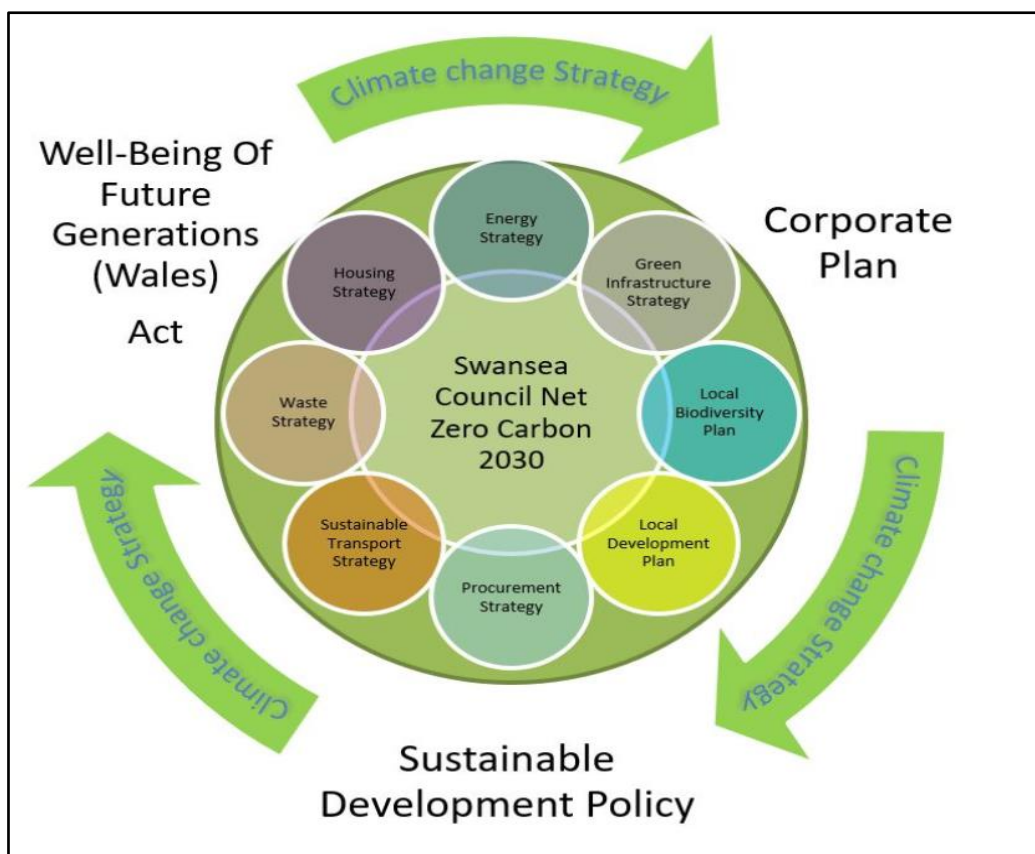 Climate change Strategy
Well-Being Of
Future
Generations
(Wales)
Act
Corporate
Plan
Energy
Strategy
Green
Infrastructure
Strategy
Local
Biodiversity
Plan
Local
Development
Plan
Procurement
Strategy
Sustainable
Transport
Strategy
Waste
Strategy
Housing
Strategy
Swansea
Council Net
Zero Carbon
2030
Climate change Strategy
Climate change Strategy
Sustainable
Development Policy